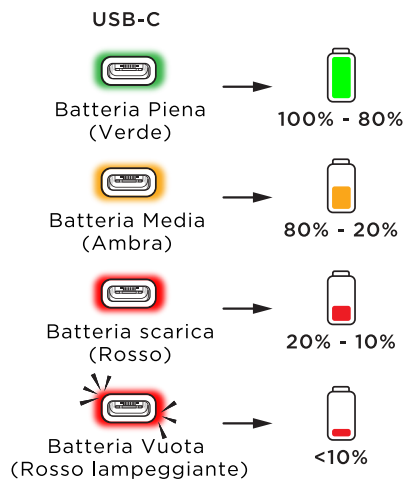 USB-C
Batteria Piena
(Verde)
100% - 80%
Batteria Media
(Ambra)
80% - 20%
Batteria scarica
(Rosso)
20% - 10%
Batteria Vuota
(Rosso lampeggiante)
<10%